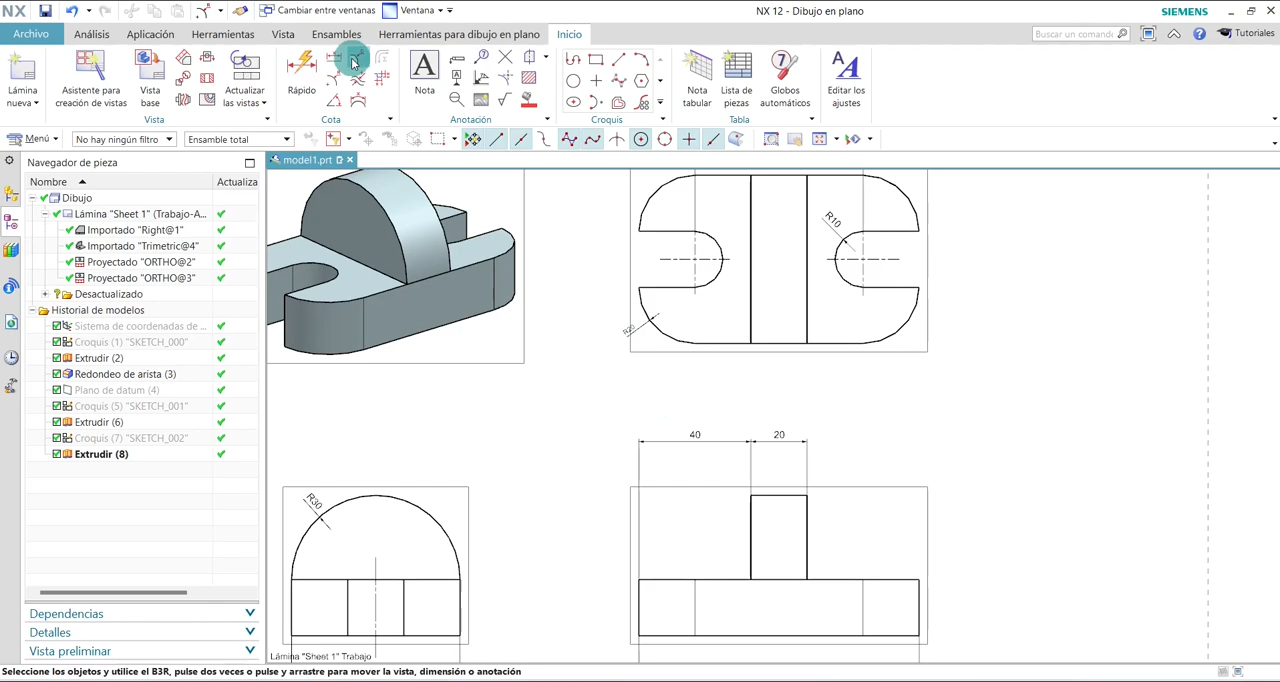 NX
Cambiar entre ventanas
Ventana
NX 12 - Dibujo en plano
SIEMENS
Archivo
Análisis
Aplicación
Herramientas
Vista
Ensambles
Herramientas para dibujo en plano
Inicio
Buscar un comando
Tutoriales
Lámina nueva
Asistente para creación de vistas
Vista base
Actualizar las vistas
Vista
Rápido
Cota
A
Nota
Anotación
Croquis
Nota tabular
Lista de piezas
7
Globos automáticos
Tabla
Editar los ajustes
Menú
No hay ningún filtro
Ensamble total
Navegador de pieza
model1.prt
Nombre
Actualiza
Dibujo
Lámina "Sheet 1" (Trabajo-A...
Importado "Right@1"
Importado "Trimetric@4"
Proyectado "ORTHO@2"
Proyectado "ORTHO@3"
Desactualizado
Historial de modelos
Sistema de coordenadas de ...
Croquis (1) "SKETCH_000"
Extrudir (2)
Redondeo de arista (3)
Plano de datum (4)
Croquis (5) "SKETCH_001"
Extrudir (6)
Croquis (7) "SKETCH_002"
Extrudir (8)
Dependencias
Detalles
Vista preliminar
R10
R20
40
20
R30
Lámina "Sheet 1" Trabajo
Seleccione los objetos y utilice el B3R, pulse dos veces o pulse y arrastre para mover la vista, dimensión o anotación